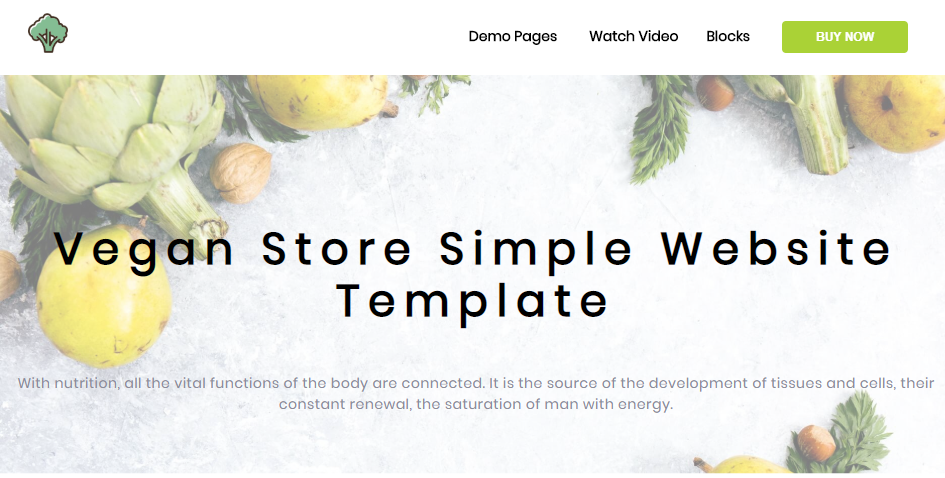 Demo Pages Watch Video Blocks BUY NOW
Vegan Store Simple Website
Template
With nutrition, all the vital functions of the body are connected. It is the source of the development of tissues and cells, their
constant renewal, the saturation of man with energy.